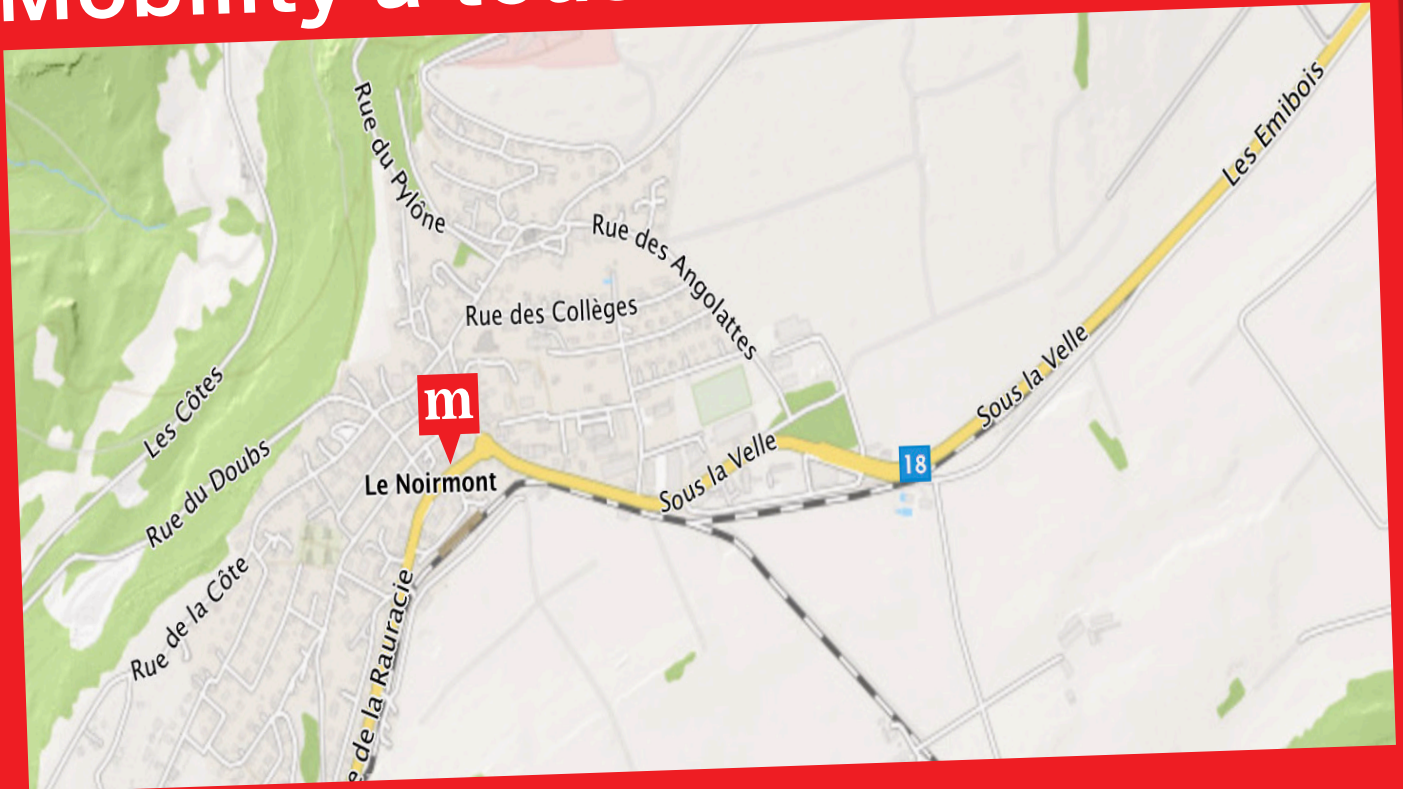 Mobility à
Rue du Pylône
Rue des Angolattes
Rue des Collèges
Les Emibois
Sous la Velle
Les Côtes
m
Rue du Doubs
Le Noirmont
Sous la Velle
18
Rue de la Côte
de la Rauracie